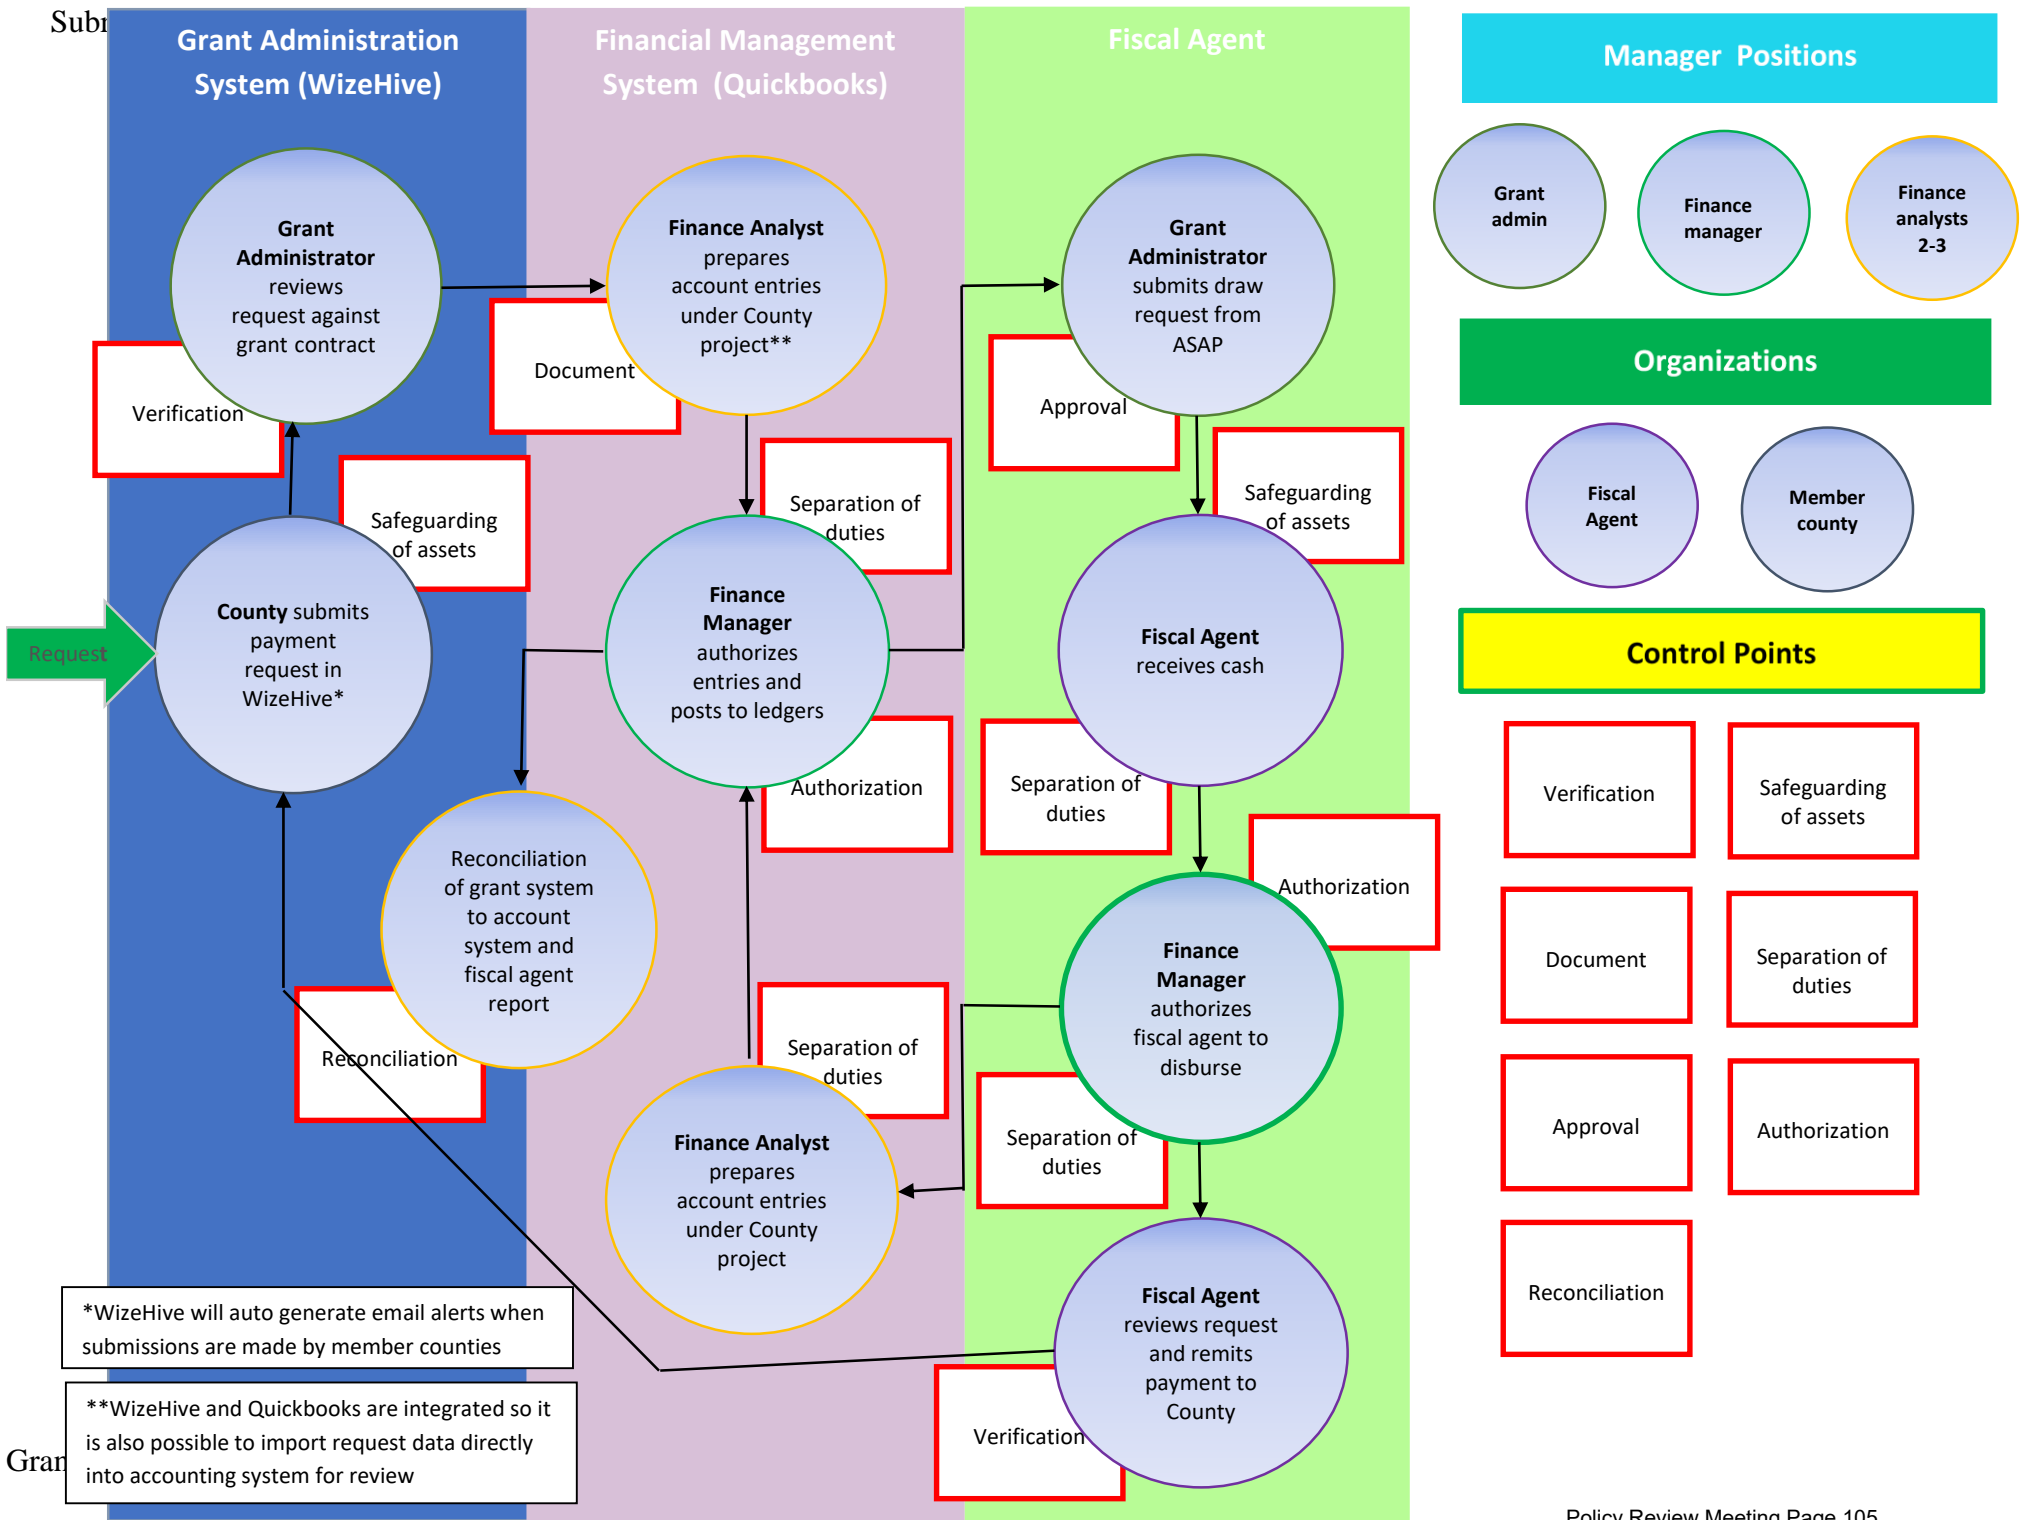 Subr
Grant Administration
System (WizeHive)
Financial Management
System (Quickbooks)
Fiscal Agent
Manager Positions
Grant
Administrator
reviews
request against
grant contract
Finance Analyst
prepares
account entries
under County
project**
Grant
Administrator
submits draw
request from
ASAP
Grant
admin
Finance
manager
Finance
analysts
2-3
Verification
Document
Approval
Organizations
Safeguarding
of assets
Separation of
duties
Safeguarding
of assets
Fiscal
Agent
Member
county
Request
County submits
payment
request in
WizeHive*
Finance
Manager
authorizes
entries and
posts to ledgers
Fiscal Agent
receives cash
Control Points
Authorization
Separation of
duties
Authorization
Verification
Safeguarding
of assets
Reconciliation
of grant system
to account
system and
fiscal agent
report
Finance
Manager
authorizes
fiscal agent to
disburse
Document
Separation of
duties
Reconciliation
Separation of
duties
Separation of
duties
Approval
Authorization
Finance Analyst
prepares
account entries
under County
project
Fiscal Agent
reviews request
and remits
payment to
County
Reconciliation
*WizeHive will auto generate email alerts when
submissions are made by member counties
**WizeHive and Quickbooks are integrated so it
is also possible to import request data directly
into accounting system for review
Verification
Gran
Policy Review Meeting Page 105